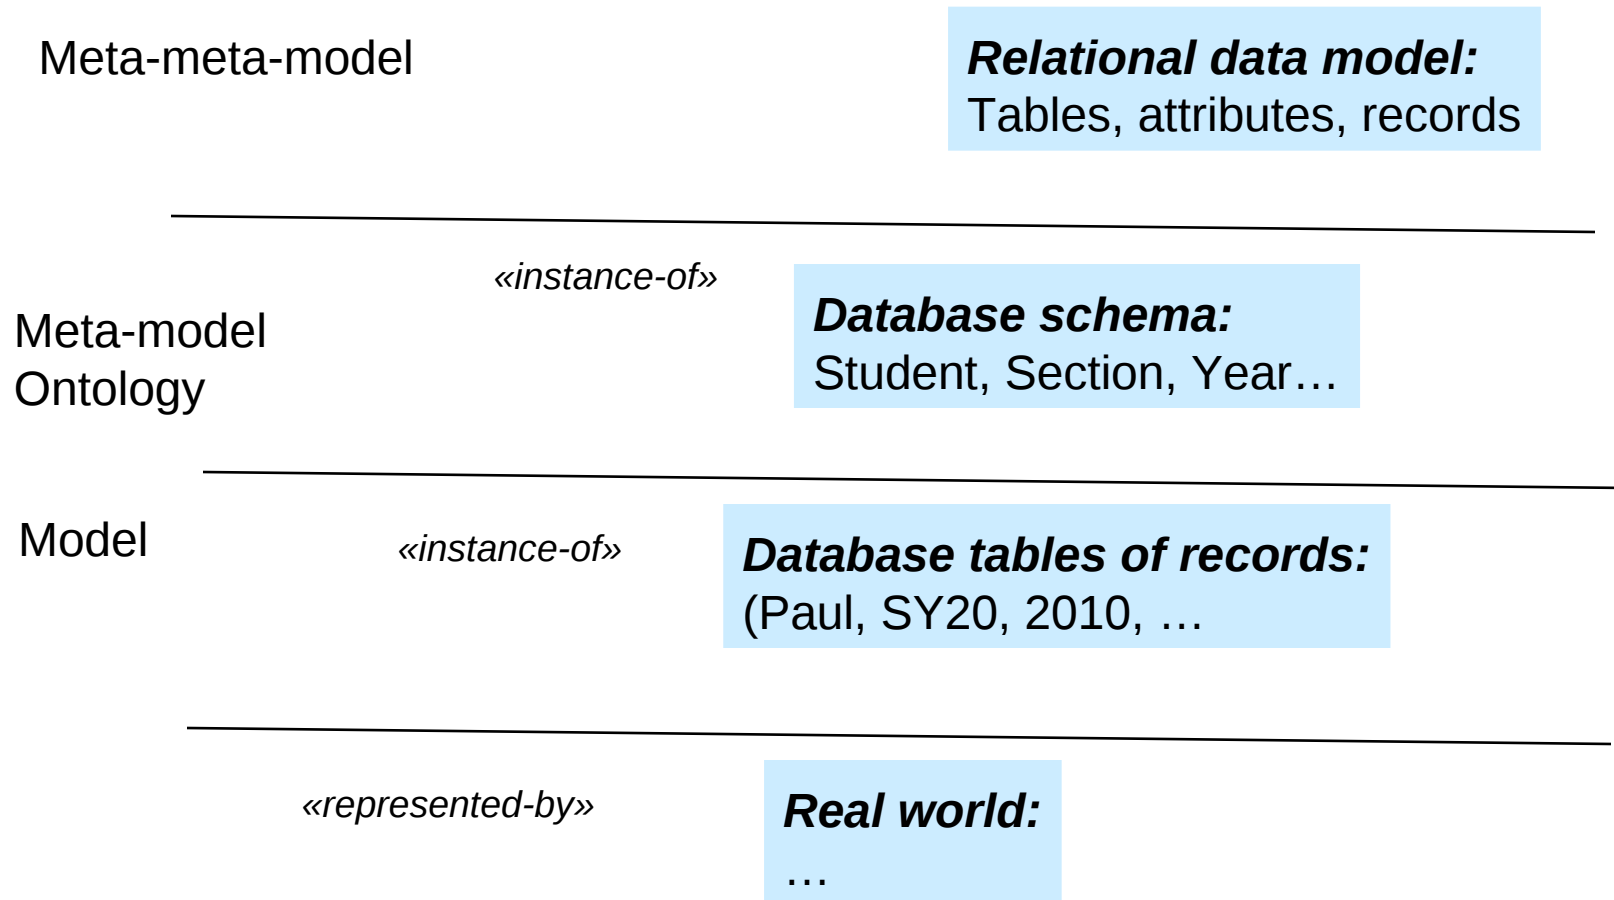 Meta-meta-model
Relational data model:
Tables, attributes, records
«instance-of»
Meta-model
Ontology
Database schema:
Student, Section, Year…
Model
«instance-of»
Database tables of records:
(Paul, SY20, 2010, …
«represented-by»
Real world:
…